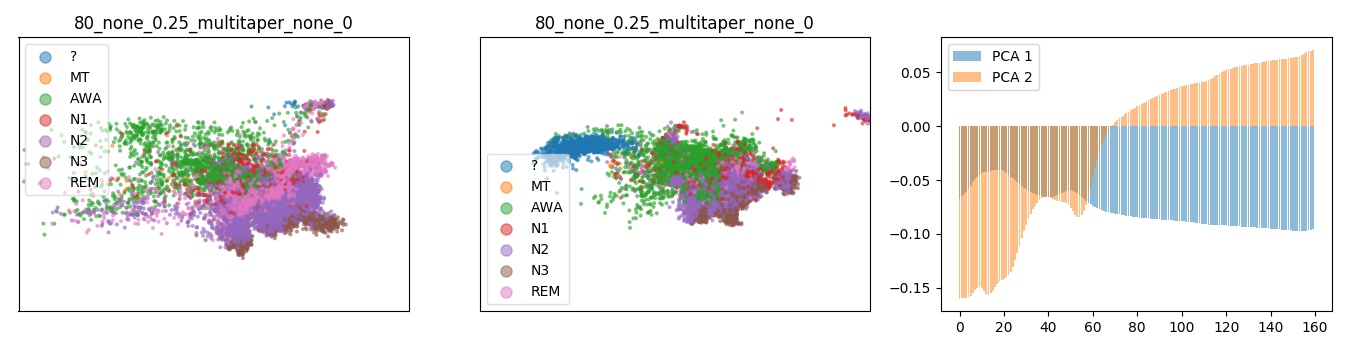 80_none_0.25_multitaper_none_0
?
MT
AWA
N1
N2
N3
REM
80_none_0.25_multitaper_none_0
?
MT
AWA
N1
N2
N3
REM
PCA 1
PCA 2
0.05
0.00
−0.05
−0.10
−0.15
0 20 40 60 80 100 120 140 160